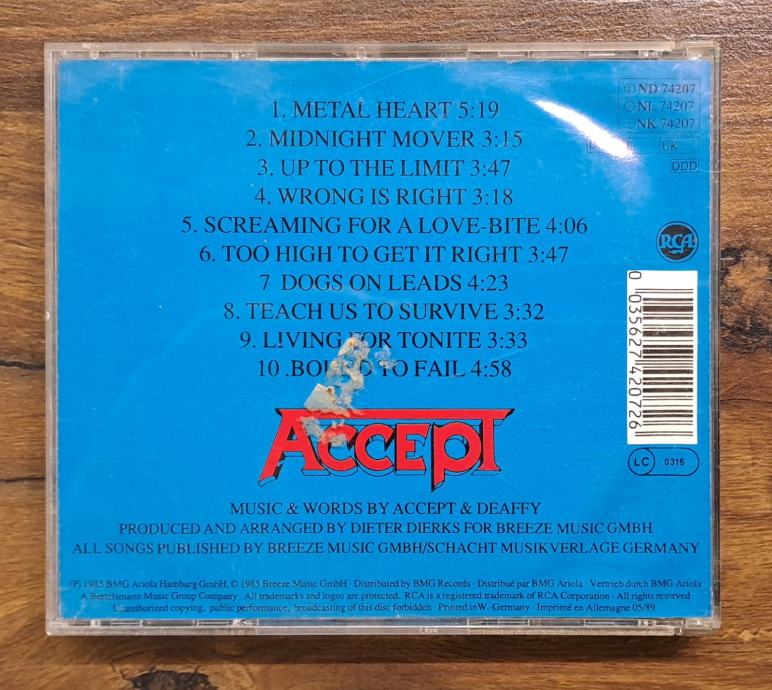 ND 74207
NL 74207
NK 74207
UK
DDD
1. METAL HEART 5:19
2. MIDNIGHT MOVER 3:15
3. UP TO THE LIMIT 3:47
4. WRONG IS RIGHT 3:18
5. SCREAMING FOR A LOVE-BITE 4:06
6. TOO HIGH TO GET IT RIGHT 3:47
7 DOGS ON LEADS 4:23
8. TEACH US TO SURVIVE 3:32
9. LIVING FOR TONITE 3:33
10 .BOUND TO FAIL 4:58
RCA
0 035627 420726
LC 0316
ACCEPT
MUSIC & WORDS BY ACCEPT & DEAFFY
PRODUCED AND ARRANGED BY DIETER DIERKS FOR BREEZE MUSIC GMBH
ALL SONGS PUBLISHED BY BREEZE MUSIC GMBH/SCHACHT MUSIKVERLAGE GERMANY
(P) 1985 BMG Ariola Hamburg GmbH, © 1985 Breeze Music GmbH · Distributed by BMG Records · Distribué par BMG Ariola · Vertrieb durch BMG Ariola
A Bertelsmann Music Group Company · All trademarks and logos are protected. RCA is a registered trademark of RCA Corporation · All rights reserved
Unauthorized copying, public performance, broadcasting of this disc forbidden · Printed in W.-Germany · Imprimé en Allemagne 05/89.